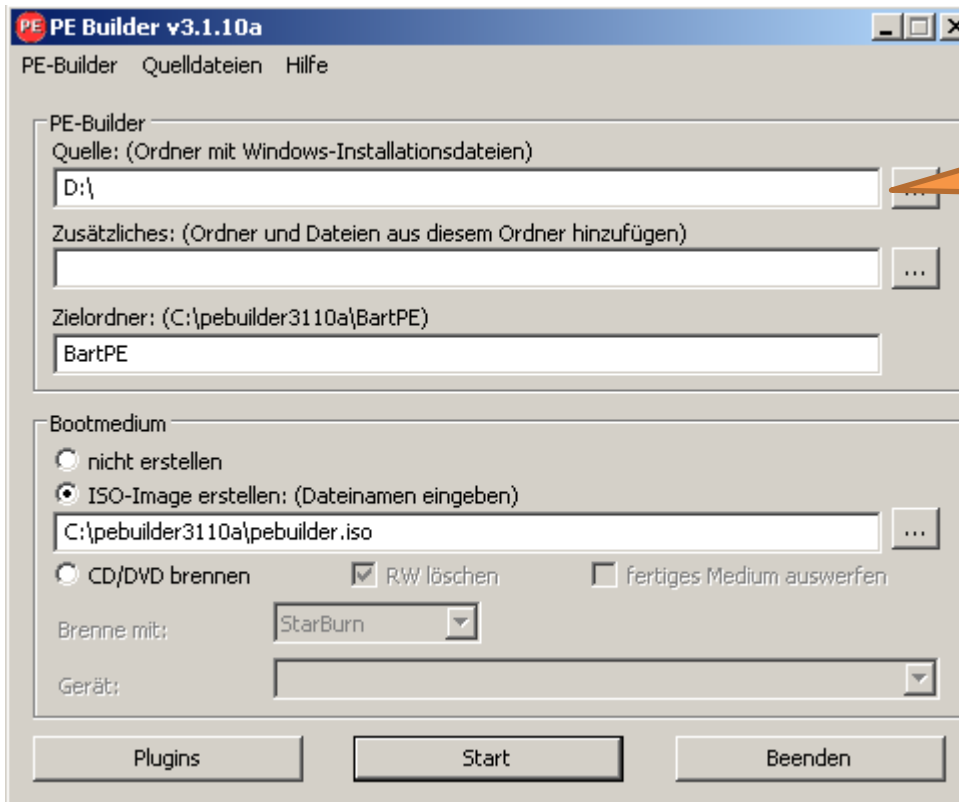 PE PE Builder v3.1.10a
PE-Builder Quelldateien Hilfe
PE-Builder
Quelle: (Ordner mit Windows-Installationsdateien)
D:\
...
Zusätzliches: (Ordner und Dateien aus diesem Ordner hinzufügen)
...
Zielordner: (C:\pebuilder3110a\BartPE)
BartPE
Bootmedium
nicht erstellen
ISO-Image erstellen: (Dateinamen eingeben)
C:\pebuilder3110a\pebuilder.iso
...
CD/DVD brennen RW löschen fertiges Medium auswerfen
Brenne mit: StarBurn
Gerät:
Plugins Start Beenden